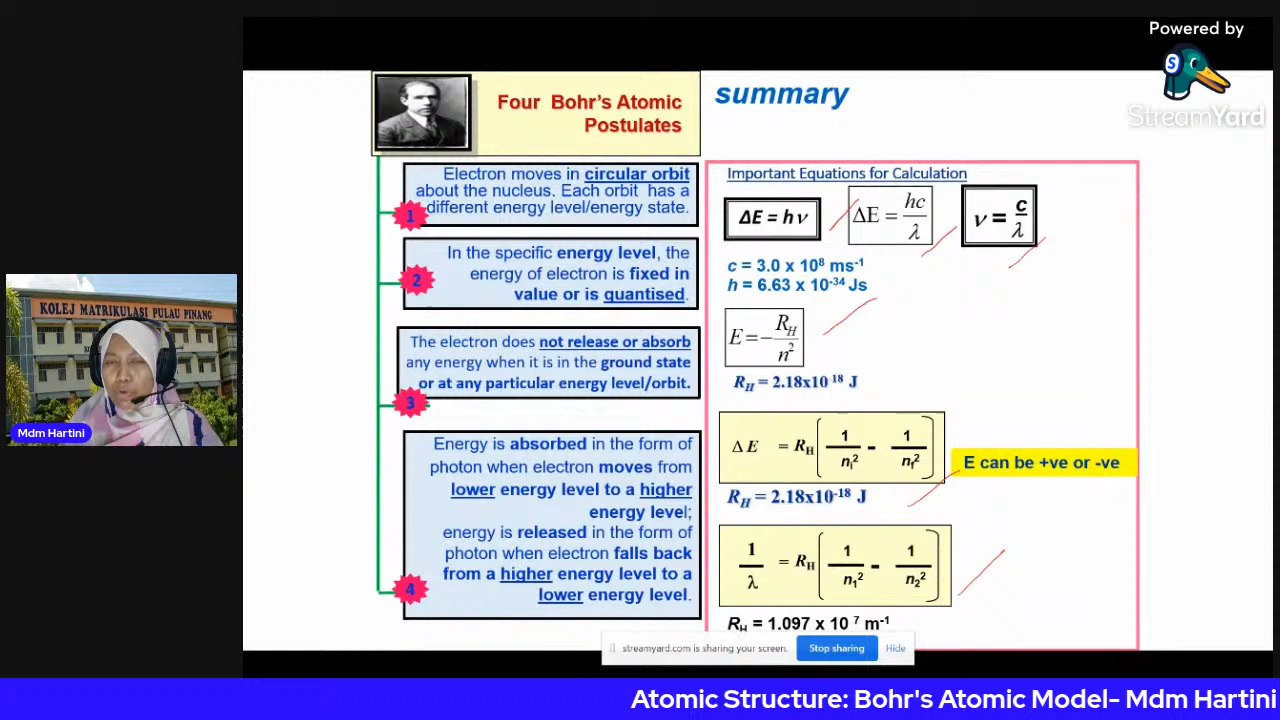 Powered by
S
StreamYard
Four Bohr's Atomic
Postulates
summary
Electron moves in circular orbit
about the nucleus. Each orbit has a
different energy level/energy state.
1
In the specific energy level, the
energy of electron is fixed in
value or is quantised.
2
The electron does not release or absorb
any energy when it is in the ground state
or at any particular energy level/orbit.
3
Energy is absorbed in the form of
photon when electron moves from
lower energy level to a higher
energy level;
energy is released in the form of
photon when electron falls back
from a higher energy level to a
lower energy level.
4
Important Equations for Calculation
ΔE = hν
ΔE = hc/λ
ν = c/λ
c = 3.0 x 10⁸ ms⁻¹
h = 6.63 x 10⁻³⁴ Js
E = − R_H/n²
R_H = 2.18x10⁻¹⁸ J
ΔE = R_H (1/nᵢ² - 1/n_f²)
E can be +ve or -ve
R_H = 2.18x10⁻¹⁸ J
1/λ = R_H (1/n₁² - 1/n₂²)
R_H = 1.097 x 10⁷ m⁻¹
KOLEJ MATRIKULASI PULAU PINANG
Mdm Hartini
streamyard.com is sharing your screen.
Stop sharing
Hide
Atomic Structure: Bohr's Atomic Model- Mdm Hartini